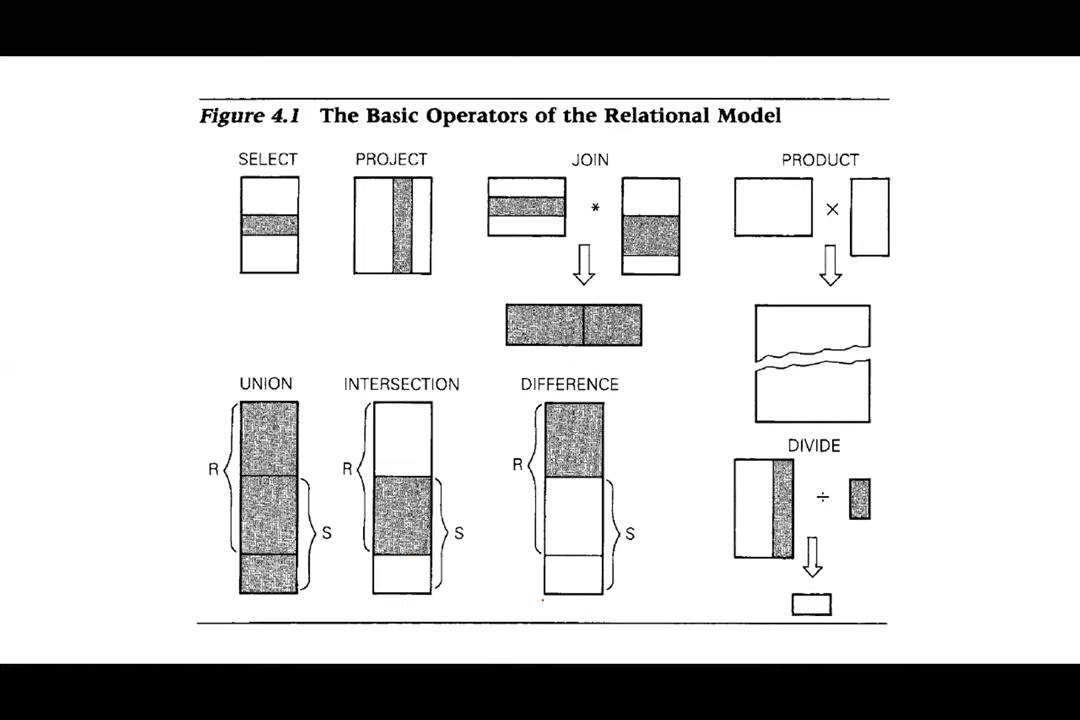 Figure 4.1 The Basic Operators of the Relational Model
SELECT PROJECT JOIN PRODUCT
* ×
UNION INTERSECTION DIFFERENCE
DIVIDE
R S R S R S
÷